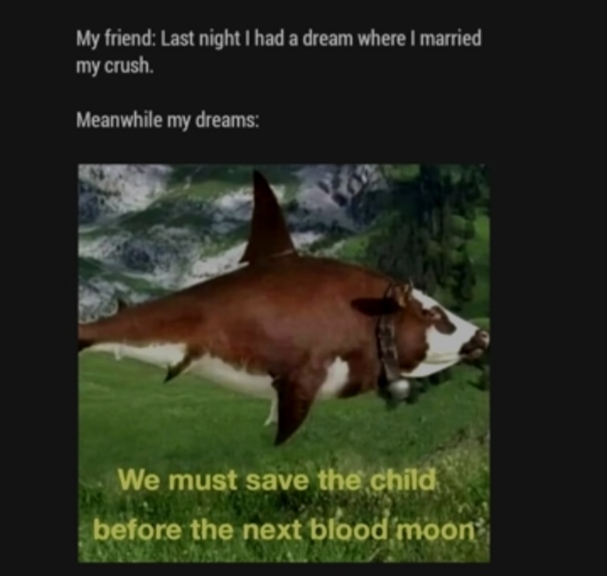 My friend: Last night I had a dream where I married
my crush.
Meanwhile my dreams:
We must save the child
before the next blood moon